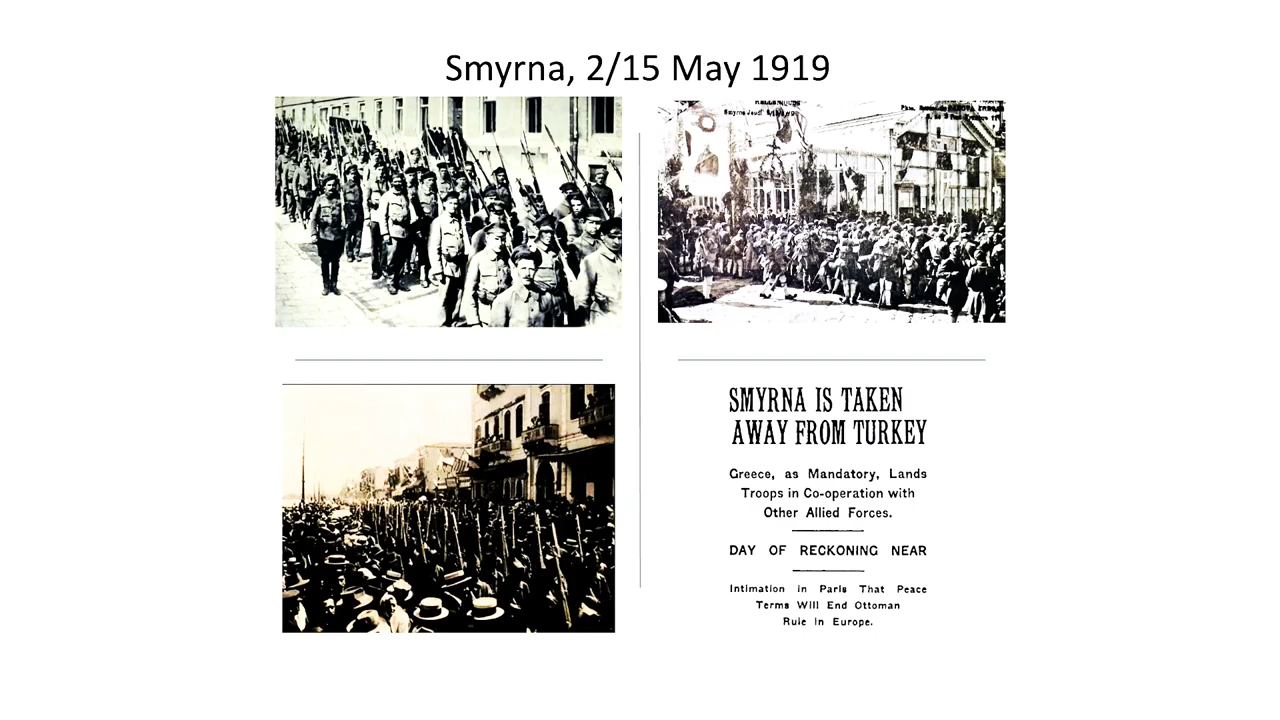 Smyrna, 2/15 May 1919
SMYRNA IS TAKEN
AWAY FROM TURKEY
Greece, as Mandatory, Lands
Troops in Co-operation with
Other Allied Forces.
DAY OF RECKONING NEAR
Intimation in Paris That Peace
Terms Will End Ottoman
Rule in Europe.